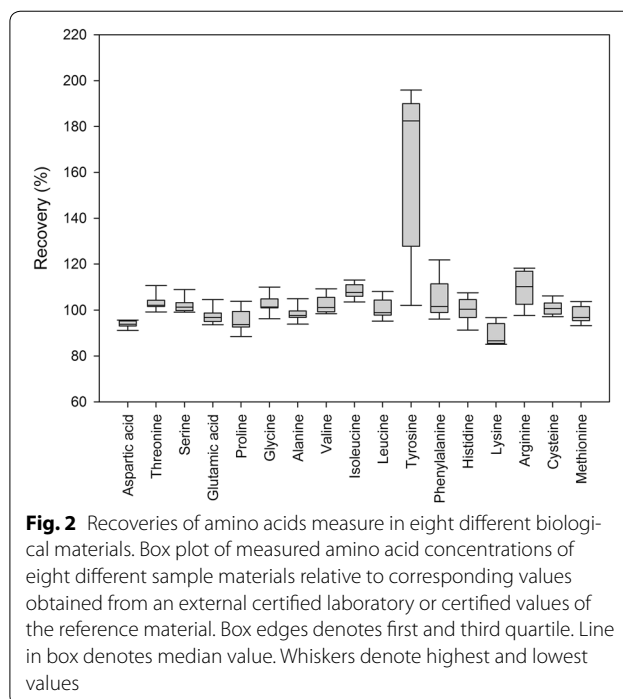 220
200
180
160
140
120
100
80
60
Recovery (%)
Aspartic acid
Threonine
Serine
Glutamic acid
Proline
Glycine
Alanine
Valine
Isoleucine
Leucine
Tyrosine
Phenylalanine
Histidine
Lysine
Arginine
Cysteine
Methionine
Fig. 2 Recoveries of amino acids measure in eight different biologi-
cal materials. Box plot of measured amino acid concentrations of
eight different sample materials relative to corresponding values
obtained from an external certified laboratory or certified values of
the reference material. Box edges denotes first and third quartile. Line
in box denotes median value. Whiskers denote highest and lowest
values